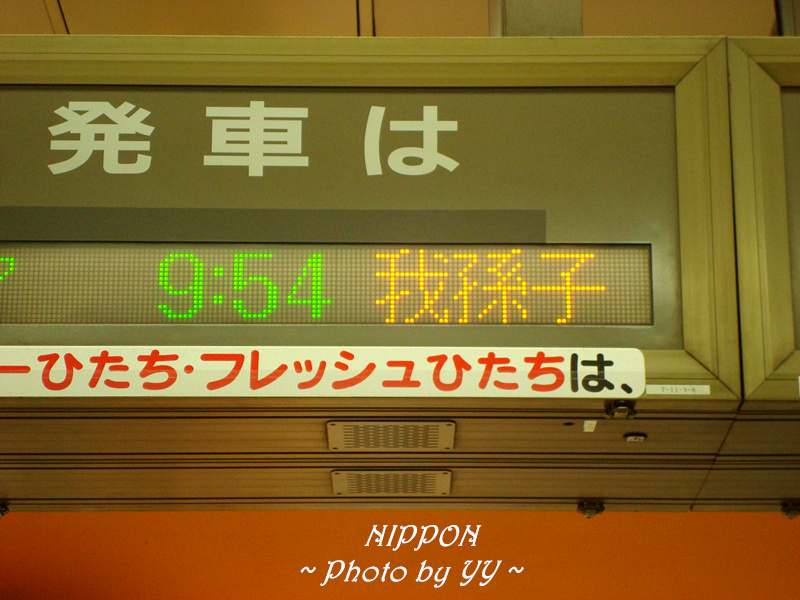 発車は
9:54 我孫子
ーひたち・フレッシュひたちは、
NIPPON
~ Photo by YY ~